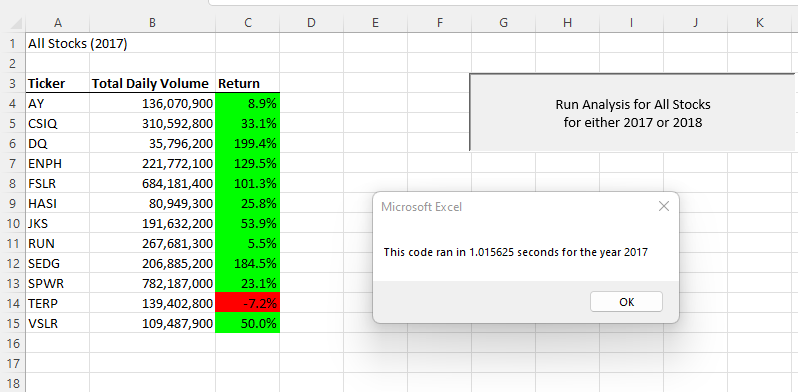 A B C D E F G H I J K
1 All Stocks (2017)
2
3 Ticker Total Daily Volume Return
4 AY 136,070,900 8.9%
5 CSIQ 310,592,800 33.1%
6 DQ 35,796,200 199.4%
7 ENPH 221,772,100 129.5%
8 FSLR 684,181,400 101.3%
9 HASI 80,949,300 25.8%
10 JKS 191,632,200 53.9%
11 RUN 267,681,300 5.5%
12 SEDG 206,885,200 184.5%
13 SPWR 782,187,000 23.1%
14 TERP 139,402,800 -7.2%
15 VSLR 109,487,900 50.0%
16
17
18
Run Analysis for All Stocks
for either 2017 or 2018
Microsoft Excel
This code ran in 1.015625 seconds for the year 2017
OK